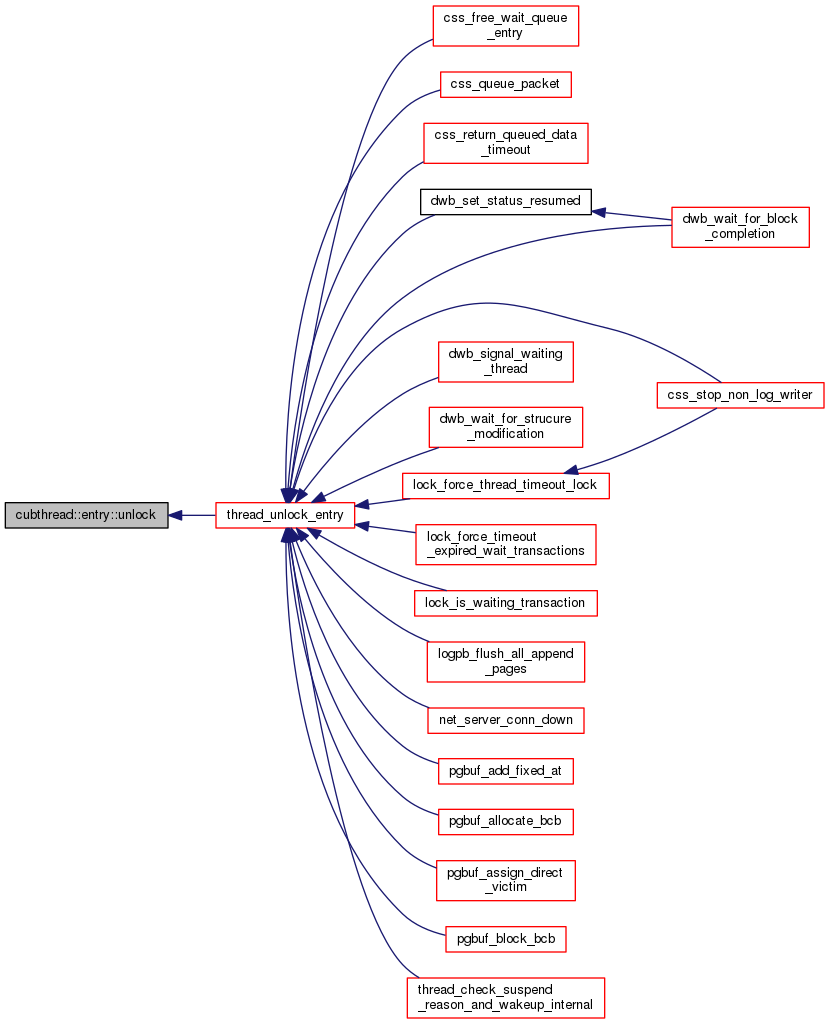 css_free_wait_queue
_entry
css_queue_packet
css_return_queued_data
_timeout
dwb_set_status_resumed
dwb_wait_for_block
_completion
dwb_signal_waiting
_thread
css_stop_non_log_writer
dwb_wait_for_strucure
_modification
lock_force_thread_timeout_lock
cubthread::entry::unlock
thread_unlock_entry
lock_force_timeout
_expired_wait_transactions
lock_is_waiting_transaction
logpb_flush_all_append
_pages
net_server_conn_down
pgbuf_add_fixed_at
pgbuf_allocate_bcb
pgbuf_assign_direct
_victim
pgbuf_block_bcb
thread_check_suspend
_reason_and_wakeup_internal